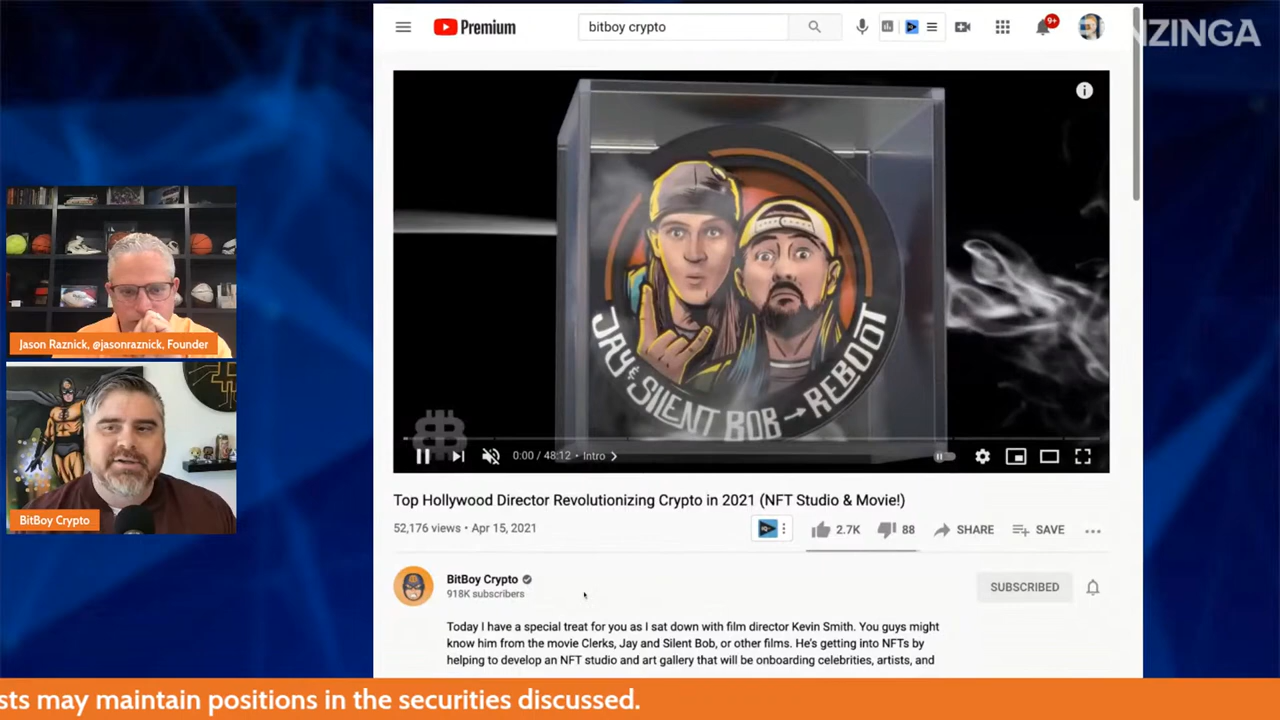 Premium
bitboy crypto
9+
NZINGA
JAY & SILENT BOB → REBOOT
0:00 / 48:12 • Intro
Jason Raznick, @jasonraznick, Founder
BitBoy Crypto
Top Hollywood Director Revolutionizing Crypto in 2021 (NFT Studio & Movie!)
52,176 views • Apr 15, 2021
2.7K
88
SHARE
SAVE
BitBoy Crypto
918K subscribers
SUBSCRIBED
Today I have a special treat for you as I sat down with film director Kevin Smith. You guys might
know him from the movie Clerks, Jay and Silent Bob, or other films. He's getting into NFTs by
helping to develop an NFT studio and art gallery that will be onboarding celebrities, artists, and
sts may maintain positions in the securities discussed.